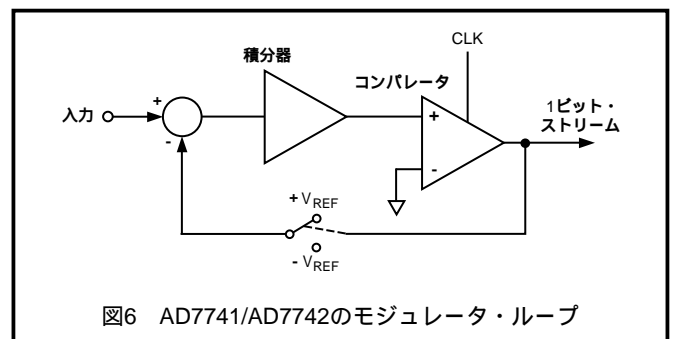 CLK
積分器
コンパレータ
入力
+
-
+
-
1ビット・
ストリーム
+ VREF
- VREF
図6 AD7741/AD7742のモジュレータ・ループ